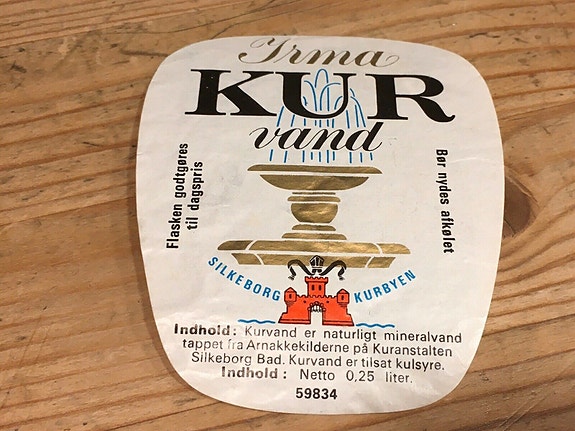 Irma
KUR
vand
Flasken godtgøres
til dagspris
Bør nydes afkølet
SILKEBORG KURBYEN
Indhold: Kurvand er naturligt mineralvand
tappet fra Arnakkekilderne på Kuranstalten
Silkeborg Bad. Kurvand er tilsat kulsyre.
Indhold: Netto 0,25 liter.
59834